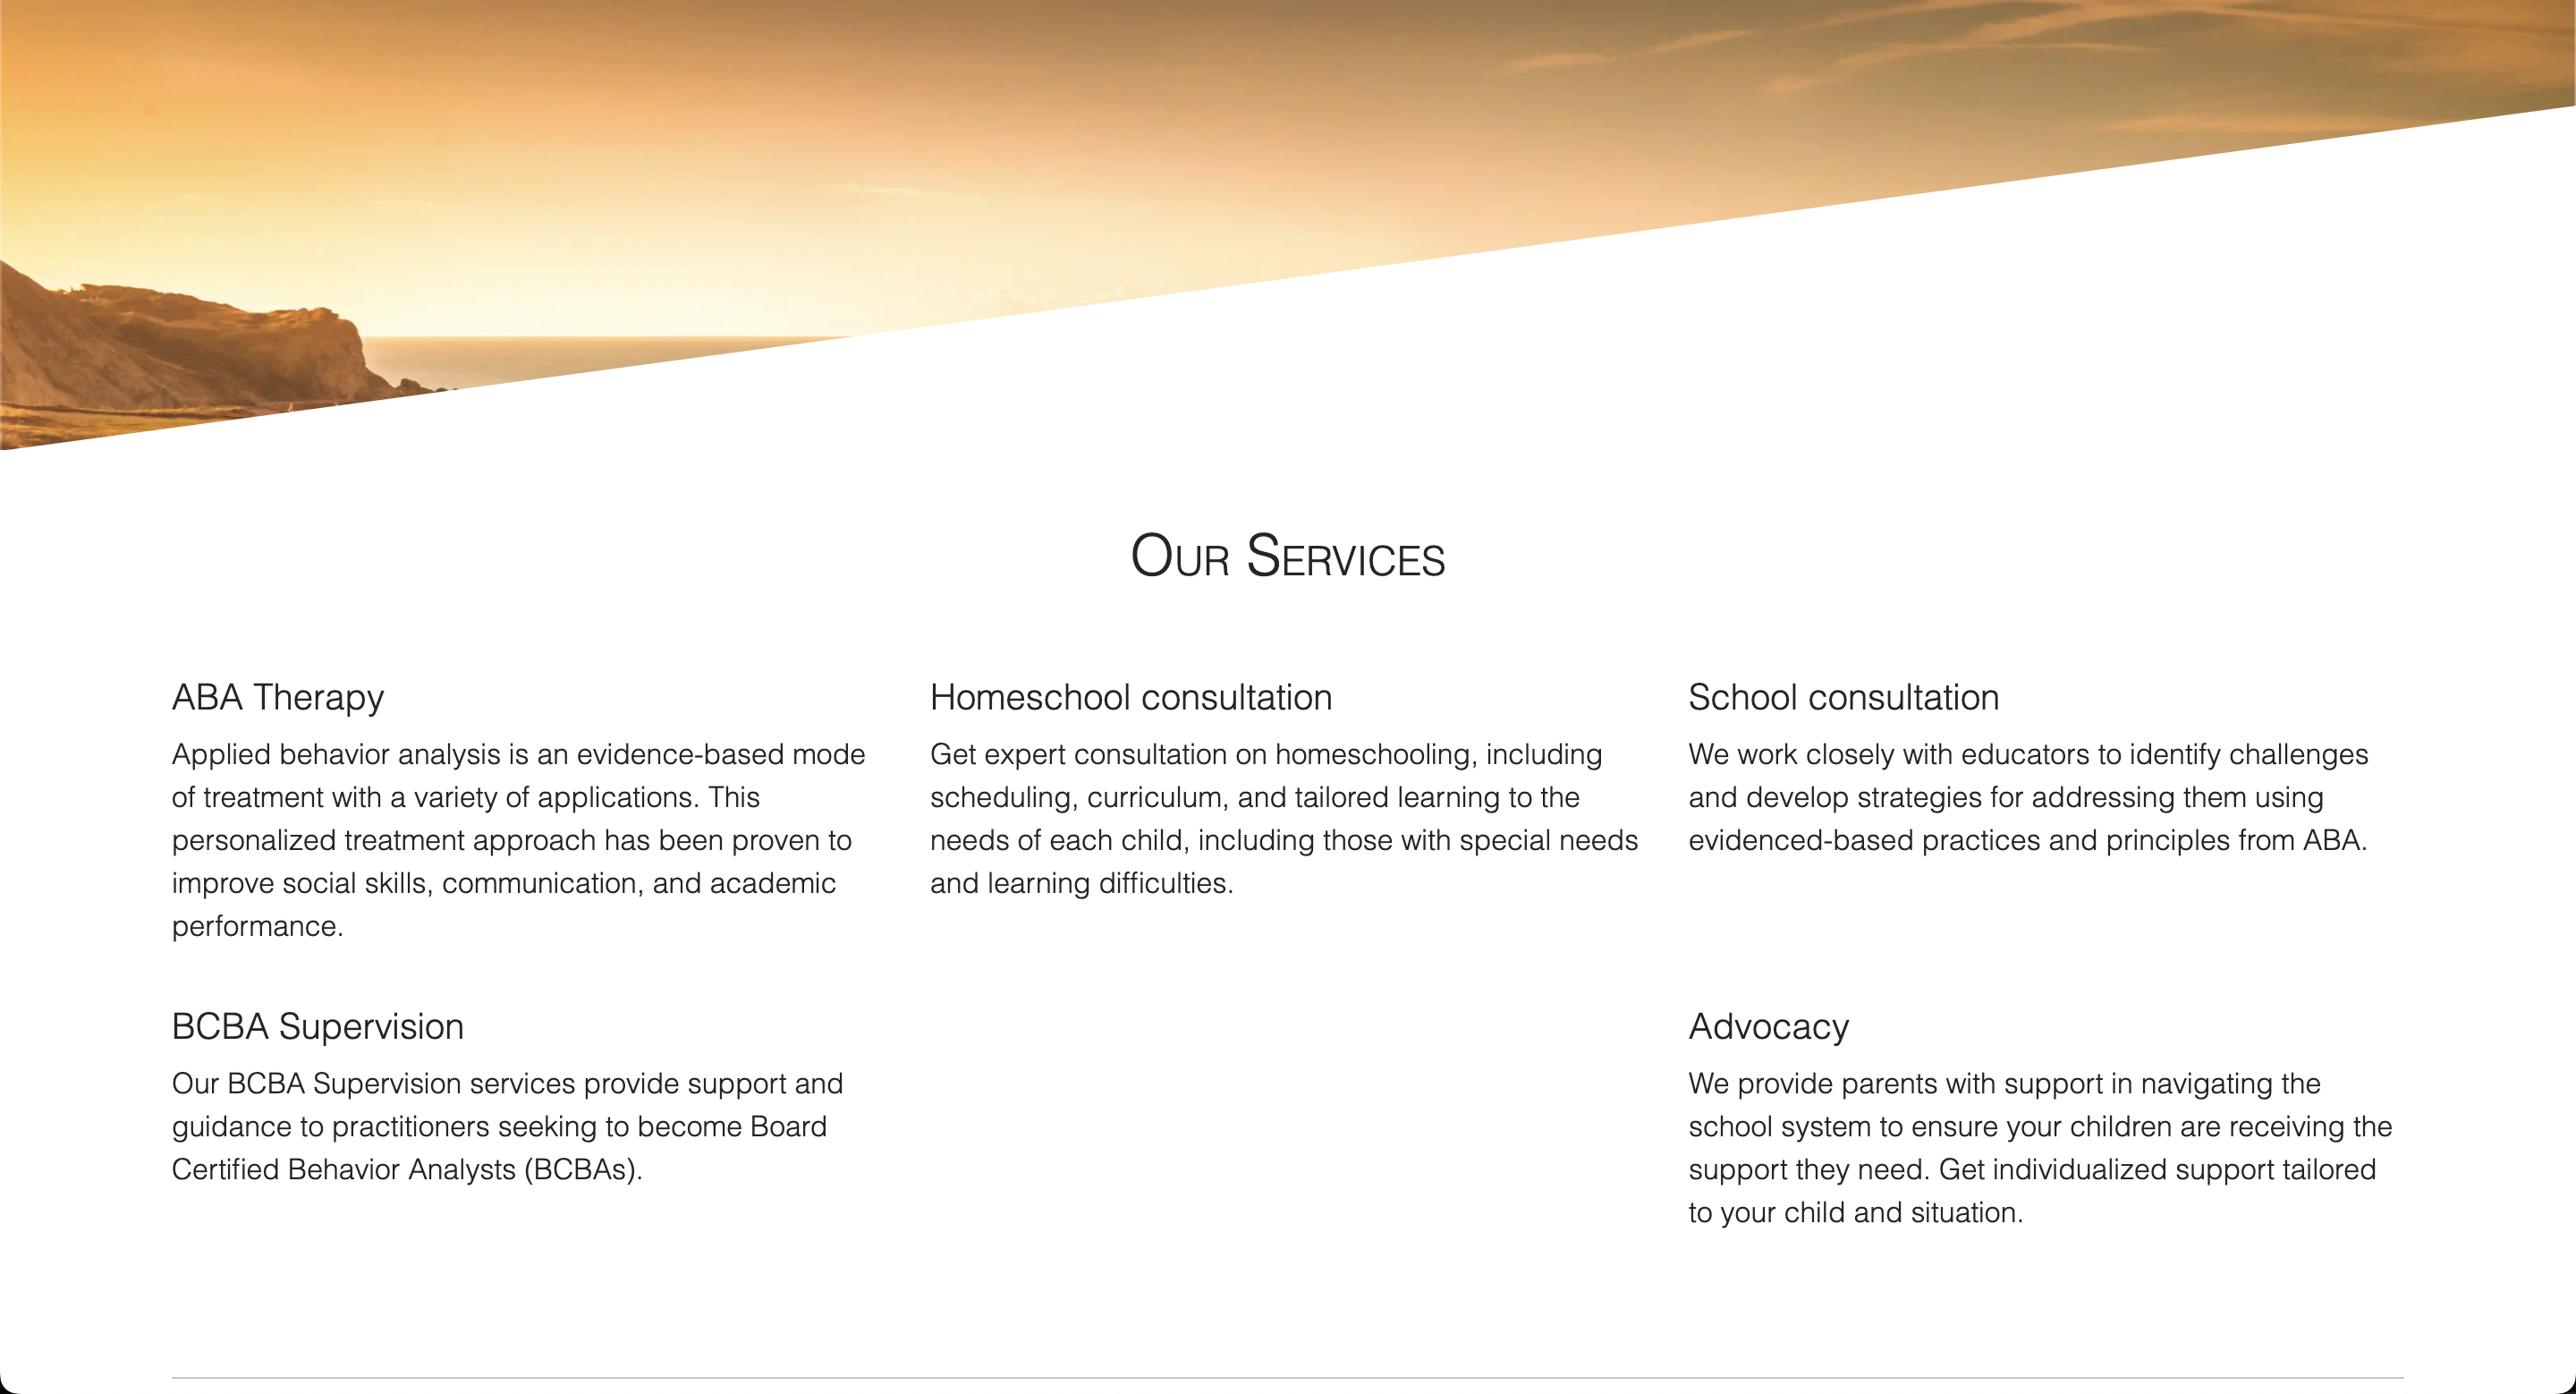 Our Services
ABA Therapy
Applied behavior analysis is an evidence-based mode
of treatment with a variety of applications. This
personalized treatment approach has been proven to
improve social skills, communication, and academic
performance.
Homeschool consultation
Get expert consultation on homeschooling, including
scheduling, curriculum, and tailored learning to the
needs of each child, including those with special needs
and learning difficulties.
School consultation
We work closely with educators to identify challenges
and develop strategies for addressing them using
evidenced-based practices and principles from ABA.
BCBA Supervision
Our BCBA Supervision services provide support and
guidance to practitioners seeking to become Board
Certified Behavior Analysts (BCBAs).
Advocacy
We provide parents with support in navigating the
school system to ensure your children are receiving the
support they need. Get individualized support tailored
to your child and situation.